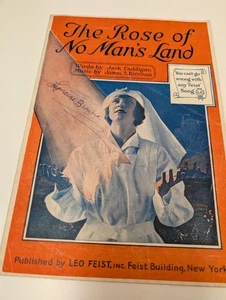 The Rose of
No Man's Land
Words by Jack Caddigan
Music by James A. Brennan
You can't go
wrong with
any 'Feist'
Song
Published by LEO FEIST, INC. Feist Building, New York